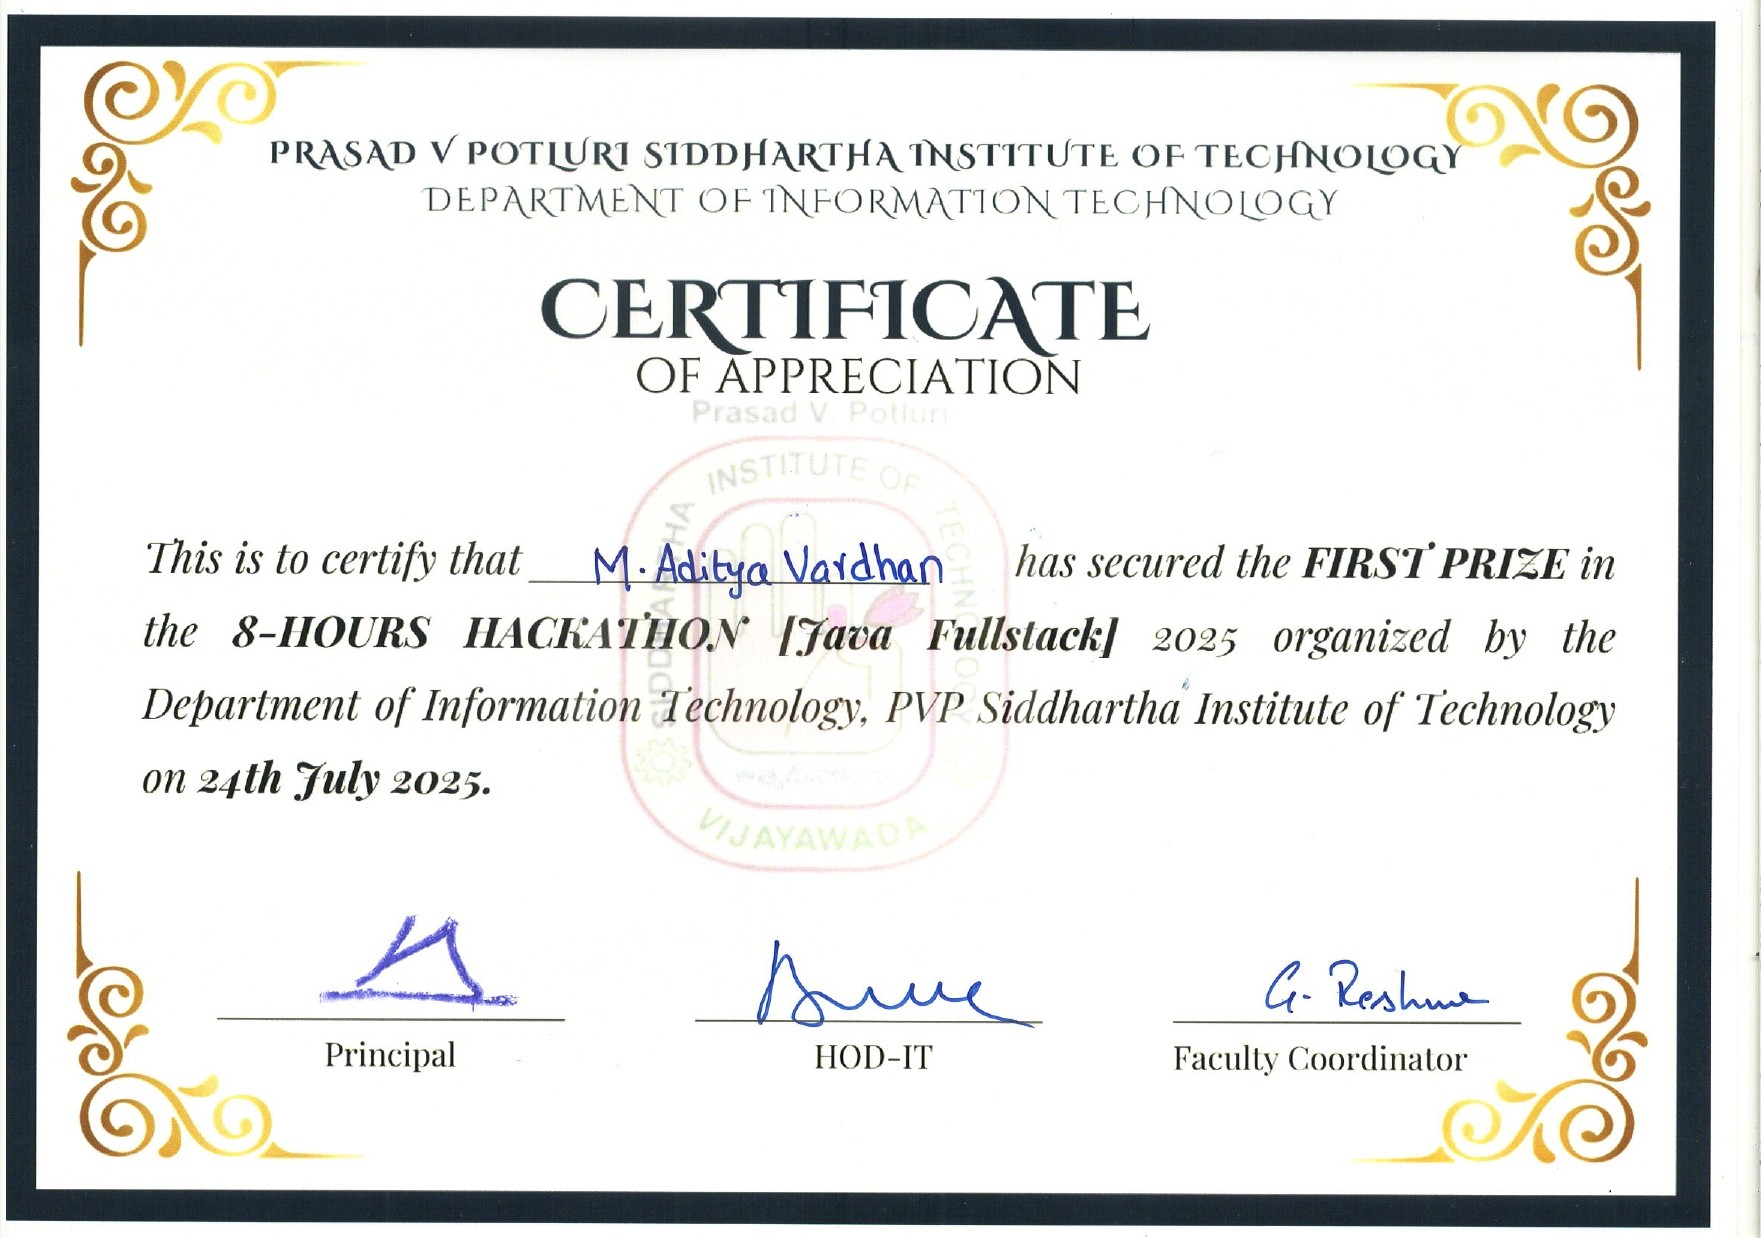 PRASAD V POTLURI SIDDHARTHA INSTITUTE OF TECHNOLOGY
DEPARTMENT OF INFORMATION TECHNOLOGY
CERTIFICATE
OF APPRECIATION
Prasad V. Potluri
SIDDHARTHA INSTITUTE OF TECHNOLOGY
This is to certify that M. Aditya Vardhan has secured the FIRST PRIZE in
the 8-HOURS HACKATHON [Java Fullstack] 2025 organized by the
Department of Information Technology, PVP Siddhartha Institute of Technology
on 24th July 2025.
VIJAYAWADA
G. Reshma
Principal HOD-IT Faculty Coordinator